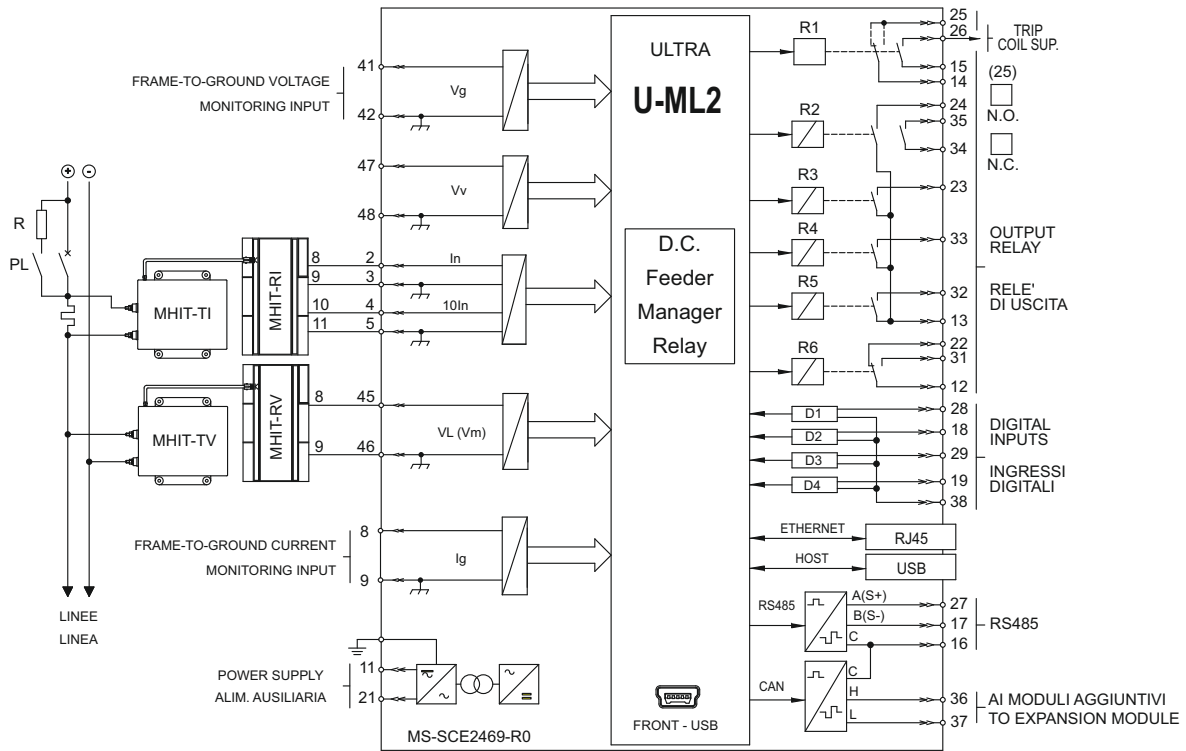 FRAME-TO-GROUND VOLTAGE
MONITORING INPUT
41
42
Vg
47
48
Vv
+
-
R
PL
MHIT-TI
MHIT-RI
8
9
10
11
2
3
4
5
In
10In
MHIT-TV
MHIT-RV
8
9
45
46
VL (Vm)
FRAME-TO-GROUND CURRENT
MONITORING INPUT
8
9
Ig
LINEE
LINEA
POWER SUPPLY
ALIM. AUSILIARIA
11
21
MS-SCE2469-R0
ULTRA
U-ML2
D.C.
Feeder
Manager
Relay
FRONT - USB
R1
R2
R3
R4
R5
R6
25
26
15
14
TRIP
COIL SUP.
(25)
N.O.
N.C.
24
35
34
23
33
32
13
22
31
12
OUTPUT
RELAY
RELE'
DI USCITA
D1
D2
D3
D4
28
18
29
19
38
DIGITAL
INPUTS
INGRESSI
DIGITALI
ETHERNET
RJ45
HOST
USB
RS485
A(S+)
B(S-)
C
27
17
16
RS485
CAN
C
H
L
36
37
AI MODULI AGGIUNTIVI
TO EXPANSION MODULE